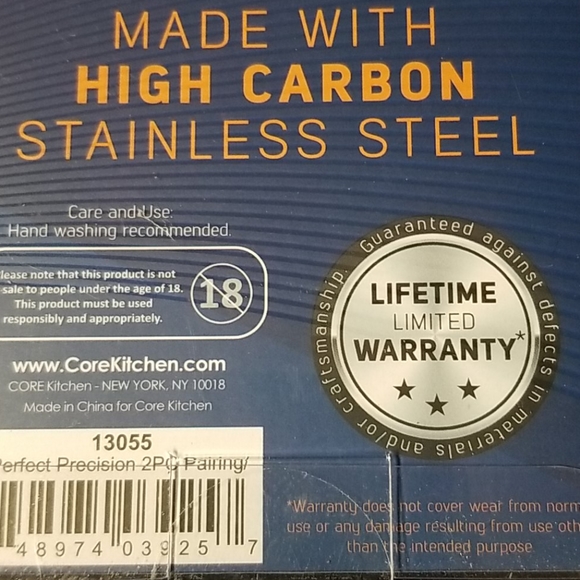 MADE WITH
HIGH CARBON
STAINLESS STEEL
Care and Use:
Hand washing recommended.
lease note that this product is not
sale to people under the age of 18.
This product must be used
responsibly and appropriately.
18
www.CoreKitchen.com
CORE Kitchen - NEW YORK, NY 10018
Made in China for Core Kitchen
Guaranteed against defects in materials and/or craftsmanship.
LIFETIME
LIMITED
WARRANTY*
13055
erfect Precision 2PC Pairing/
48974 03925 7
*Warranty does not cover wear from norm
use or any damage resulting from use oth
than the intended purpose.